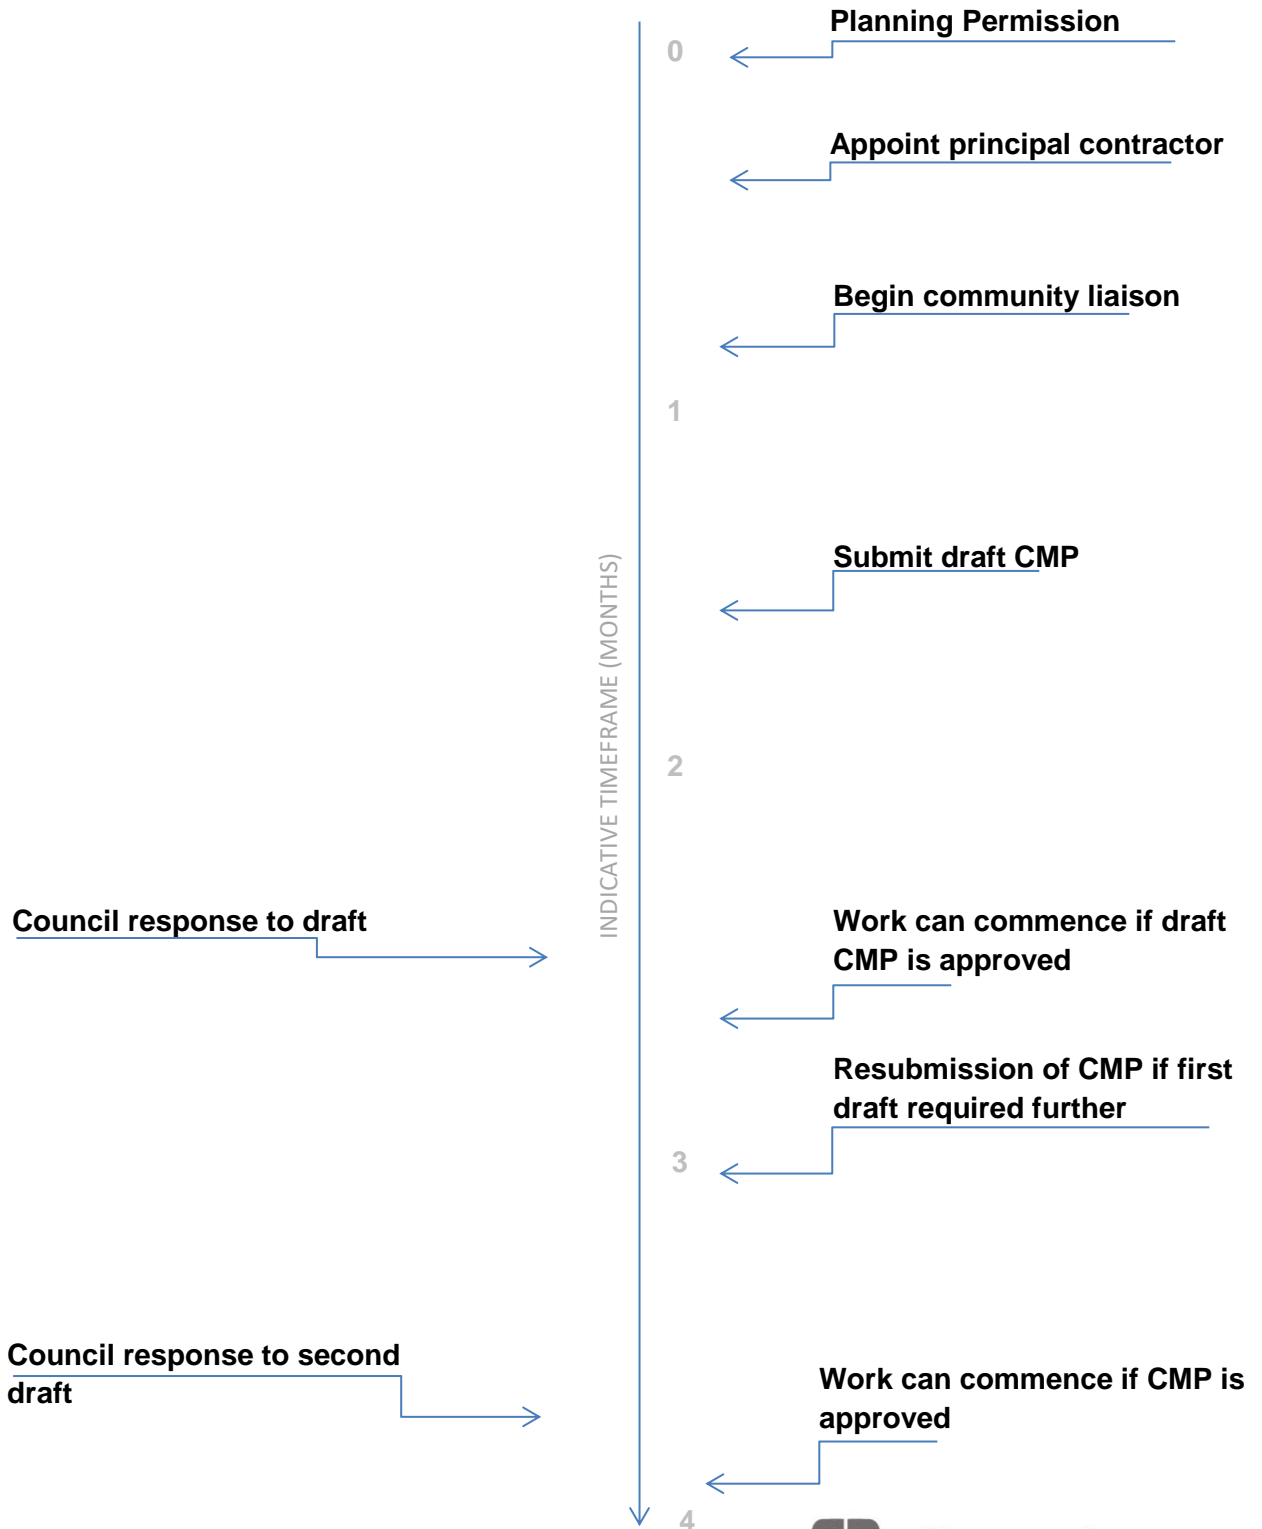 Planning Permission
0
Appoint principal contractor
Begin community liaison
1
Submit draft CMP
INDICATIVE TIMEFRAME (MONTHS)
2
Council response to draft
Work can commence if draft
CMP is approved
Resubmission of CMP if first
draft required further
3
Council response to second
draft
Work can commence if CMP is
approved
4